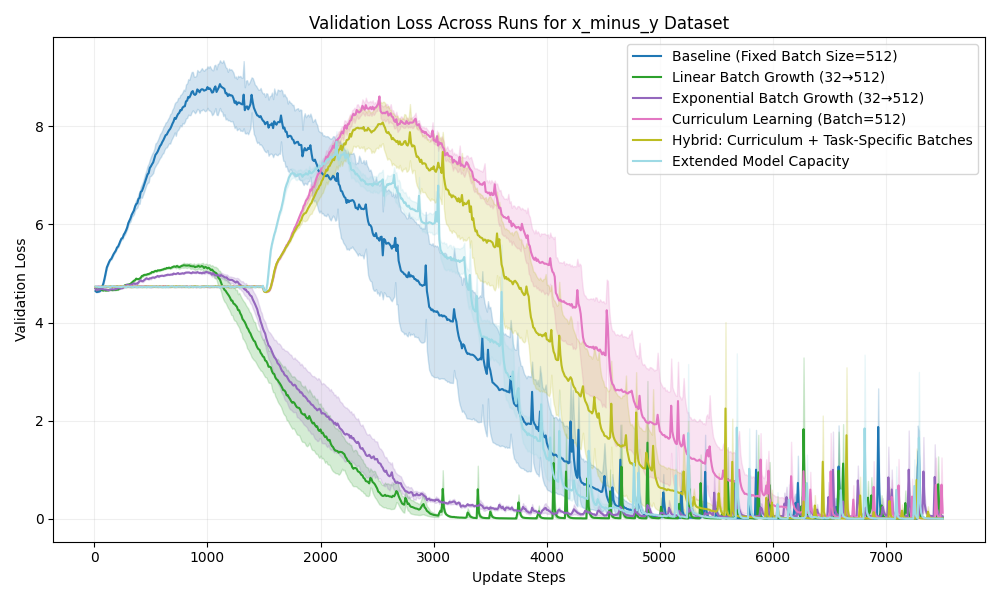 Validation Loss Across Runs for x_minus_y Dataset
Baseline (Fixed Batch Size=512)
Linear Batch Growth (32→512)
Exponential Batch Growth (32→512)
Curriculum Learning (Batch=512)
Hybrid: Curriculum + Task-Specific Batches
Extended Model Capacity
Validation Loss
8
6
4
2
0
0 1000 2000 3000 4000 5000 6000 7000
Update Steps